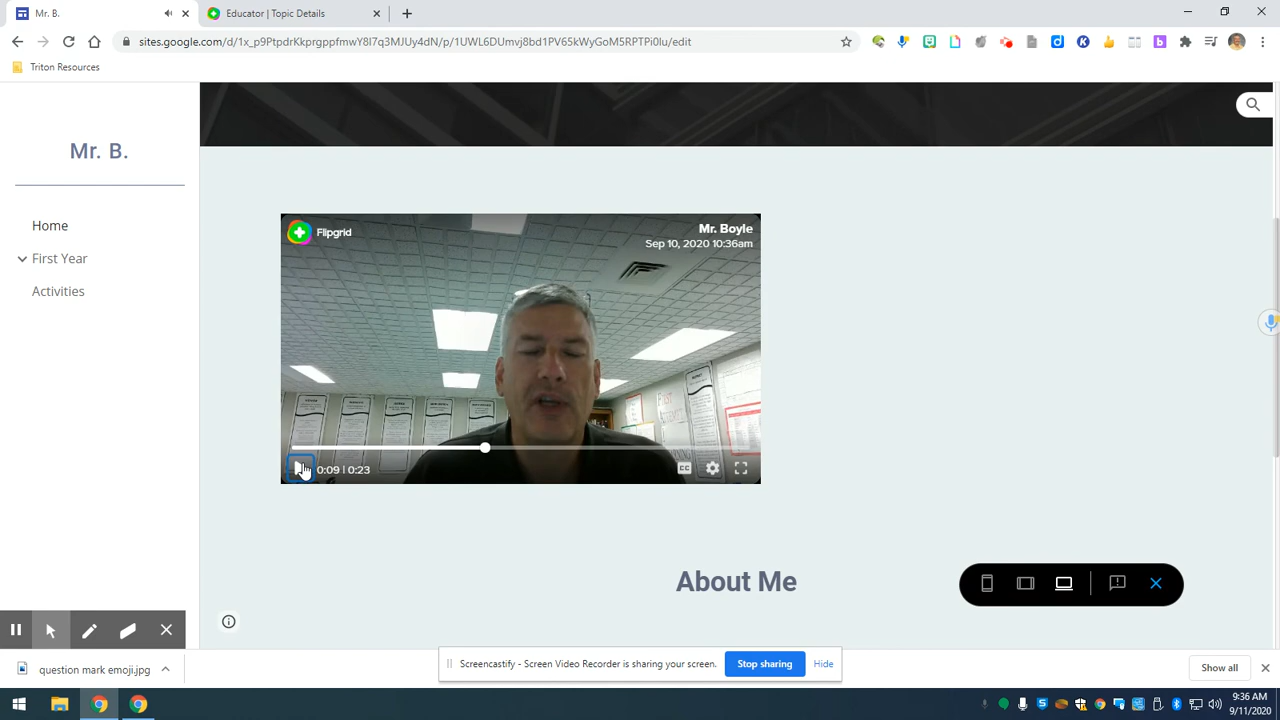 Mr. B.
Educator | Topic Details
sites.google.com/d/1x_p9PtpdrKkprgppfmwY8l7q3MJUy4dN/p/1UWL6DUmvj8bd1PV65kWyGoM5RPTPi0lu/edit
Triton Resources
Mr. B.
Home
First Year
Activities
Flipgrid
Mr. Boyle
Sep 10, 2020 10:36am
0:09 | 0:23
CC
About Me
question mark emoji.jpg
Screencastify - Screen Video Recorder is sharing your screen.
Stop sharing
Hide
Show all
9:36 AM
9/11/2020